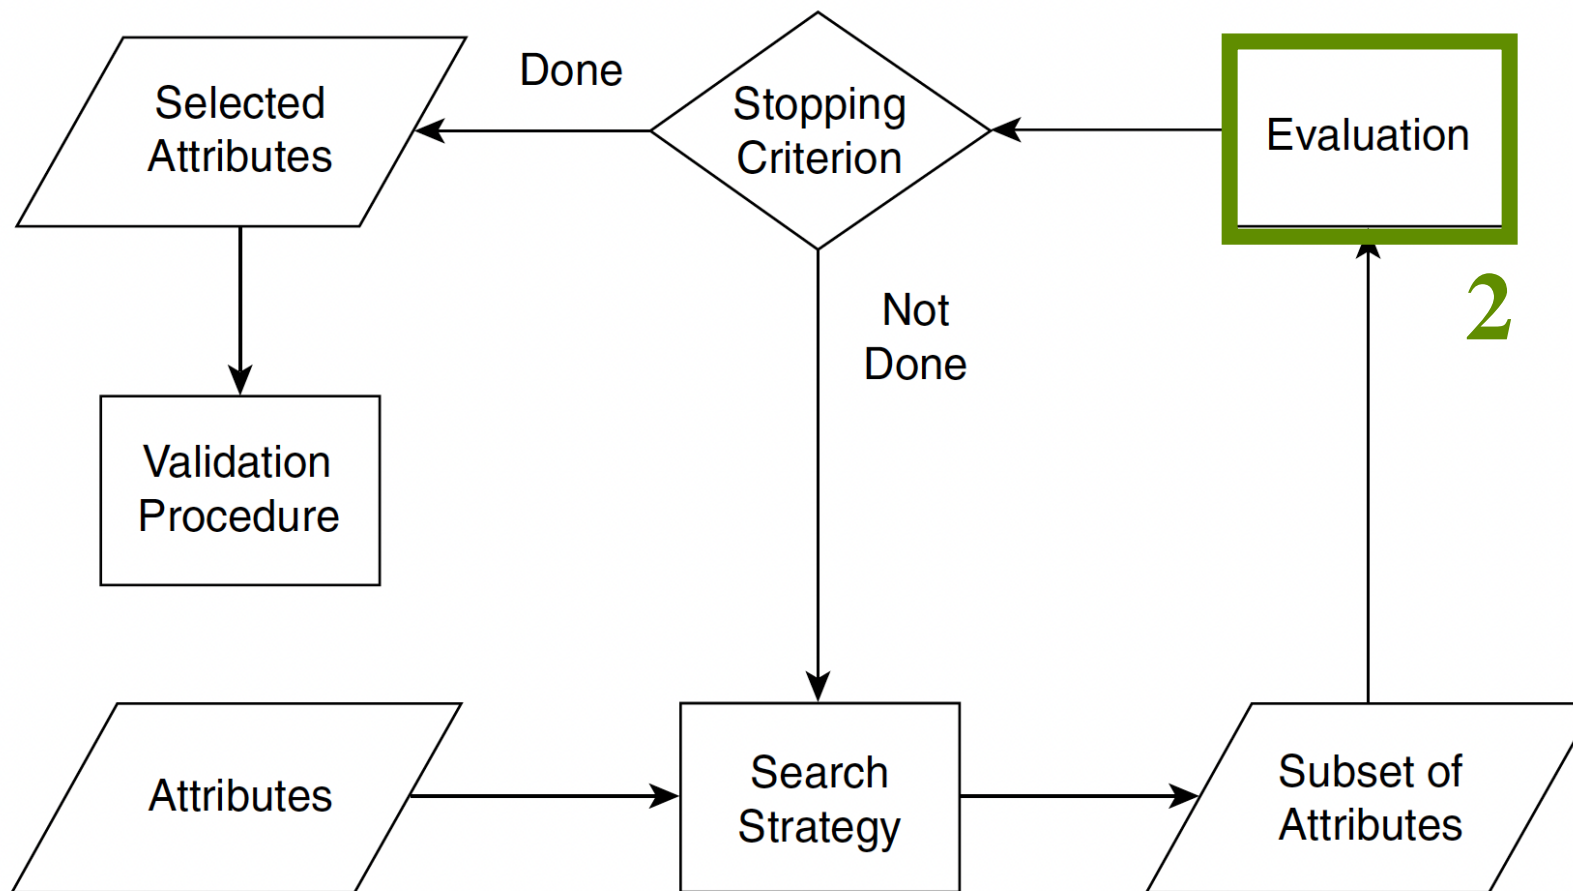 Selected
Attributes
Done
Stopping
Criterion
Evaluation
2
Not
Done
Validation
Procedure
Attributes
Search
Strategy
Subset of
Attributes